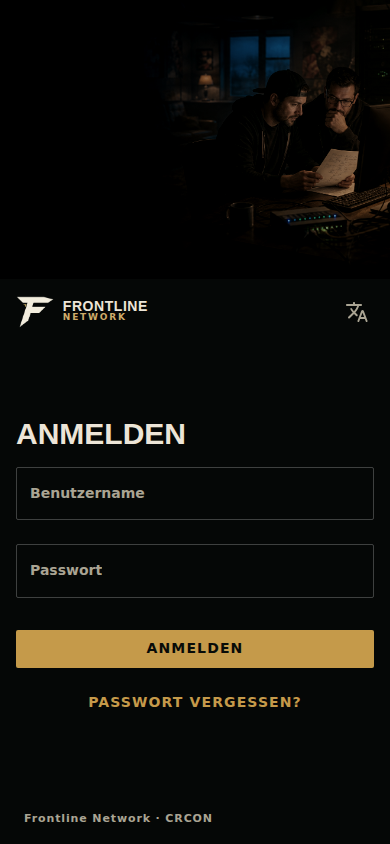 FRONTLINE
NETWORK
ANMELDEN
Benutzername
Passwort
ANMELDEN
PASSWORT VERGESSEN?
Frontline Network · CRCON